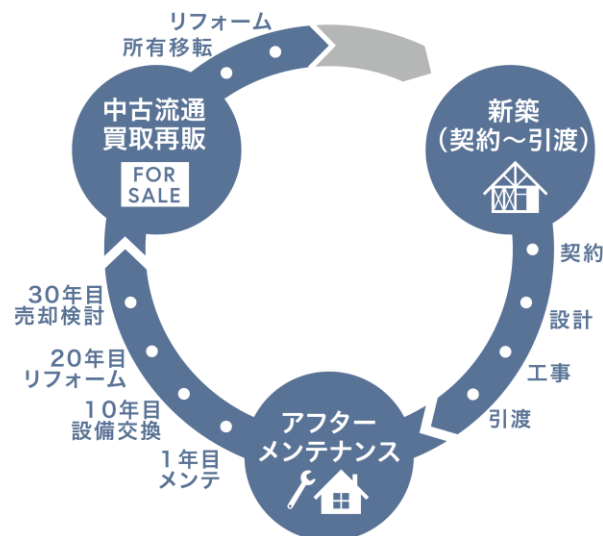 新築
（契約～引渡）
契約
設計
工事
引渡
アフター
メンテナンス
1年目
メンテ
10年目
設備交換
20年目
リフォーム
30年目
売却検討
中古流通
買取再販
FOR
SALE
所有移転
リフォーム